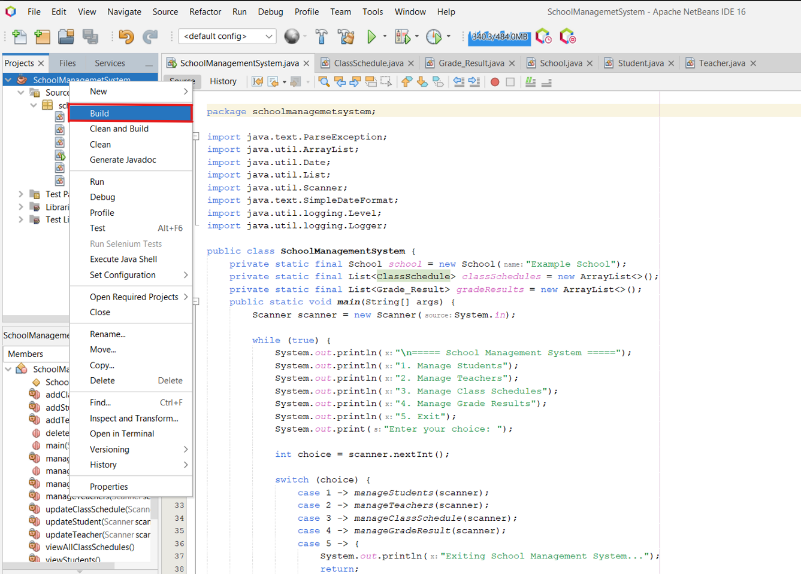 File Edit View Navigate Source Refactor Run Debug Profile Team Tools Window Help SchoolManagemetSystem - Apache NetBeans IDE 16
<default config> 340.3/484.0MB
Projects Files Services
SchoolManagementSystem.java ClassSchedule.java Grade_Result.java School.java Student.java Teacher.java
Source History
SchoolManagemetSystem
Test Pa
Librari
Test Li
New
Build
Clean and Build
Clean
Generate Javadoc
Run
Debug
Profile
Test Alt+F6
Run Selenium Tests
Execute Java Shell
Set Configuration
Open Required Projects
Close
Rename...
Move...
Copy...
Delete Delete
Find... Ctrl+F
Inspect and Transform...
Open in Terminal
Versioning
History
Properties
SchoolManageme
Members
SchoolMa
Schoo
addCl
addSt
addTe
delete
main(S
manag
manag
manag
manageTeachers(Scanner sc
updateClassSchedule(Scanne
updateStudent(Scanner scan
updateTeacher(Scanner scan
viewAllClassSchedules()
viewStudents()
package schoolmanagemetsystem;
import java.text.ParseException;
import java.util.ArrayList;
import java.util.Date;
import java.util.List;
import java.util.Scanner;
import java.text.SimpleDateFormat;
import java.util.logging.Level;
import java.util.logging.Logger;
public class SchoolManagementSystem {
private static final School school = new School(name:"Example School");
private static final List<ClassSchedule> classSchedules = new ArrayList<>();
private static final List<Grade_Result> gradeResults = new ArrayList<>();
public static void main(String[] args) {
Scanner scanner = new Scanner(source:System.in);
while (true) {
System.out.println(x:"\n===== School Management System =====");
System.out.println(x:"1. Manage Students");
System.out.println(x:"2. Manage Teachers");
System.out.println(x:"3. Manage Class Schedules");
System.out.println(x:"4. Manage Grade Results");
System.out.println(x:"5. Exit");
System.out.print(s:"Enter your choice: ");
int choice = scanner.nextInt();
switch (choice) {
case 1 -> manageStudents(scanner);
33 case 2 -> manageTeachers(scanner);
34 case 3 -> manageClassSchedule(scanner);
35 case 4 -> manageGradeResult(scanner);
36 case 5 -> {
37 System.out.println(x:"Exiting School Management System...");
38 return;